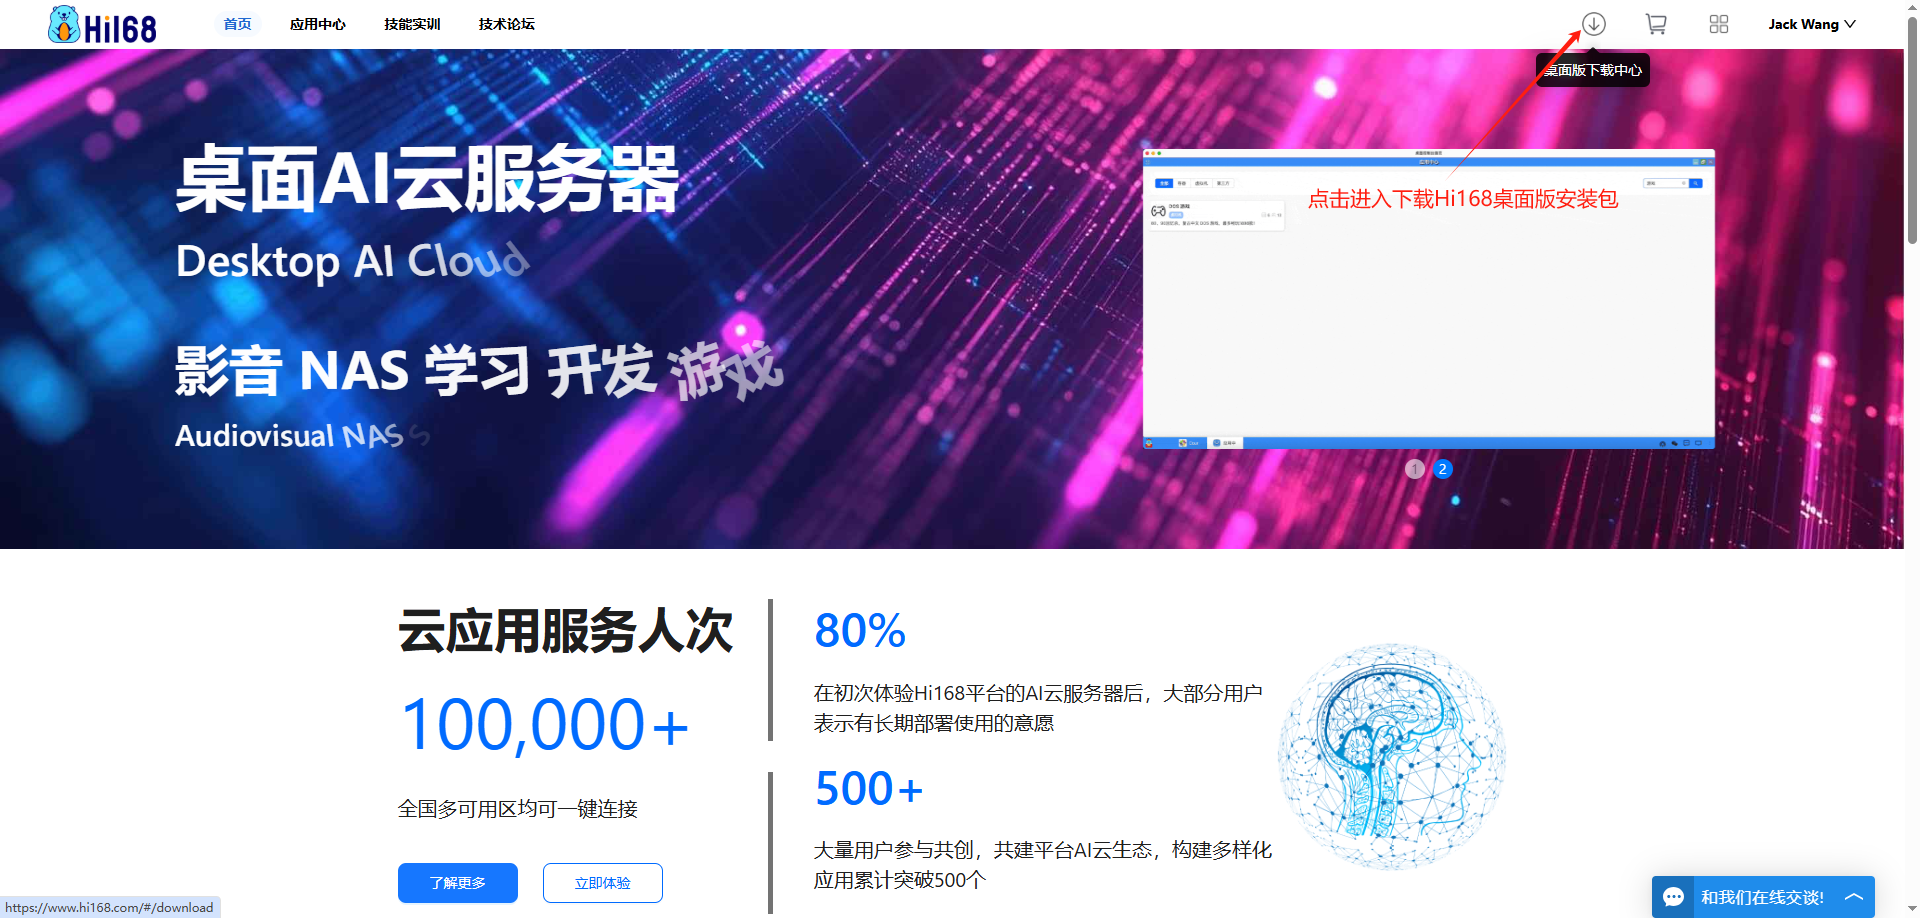 Hi168
首页
应用中心
技能实训
技术论坛
Jack Wang
桌面版下载中心
点击进入下载Hi168桌面版安装包
桌面AI云服务器
Desktop AI Cloud
影音 NAS 学习 开发 游戏
Audiovisual NAS S
应用中心
DOS 游戏
1
2
云应用服务人次
100,000+
全国多可用区均可一键连接
了解更多
立即体验
80%
在初次体验Hi168平台的AI云服务器后，大部分用户
表示有长期部署使用的意愿
500+
大量用户参与共创，共建平台AI云生态，构建多样化
应用累计突破500个
和我们在线交谈!
https://www.hi168.com/#/download